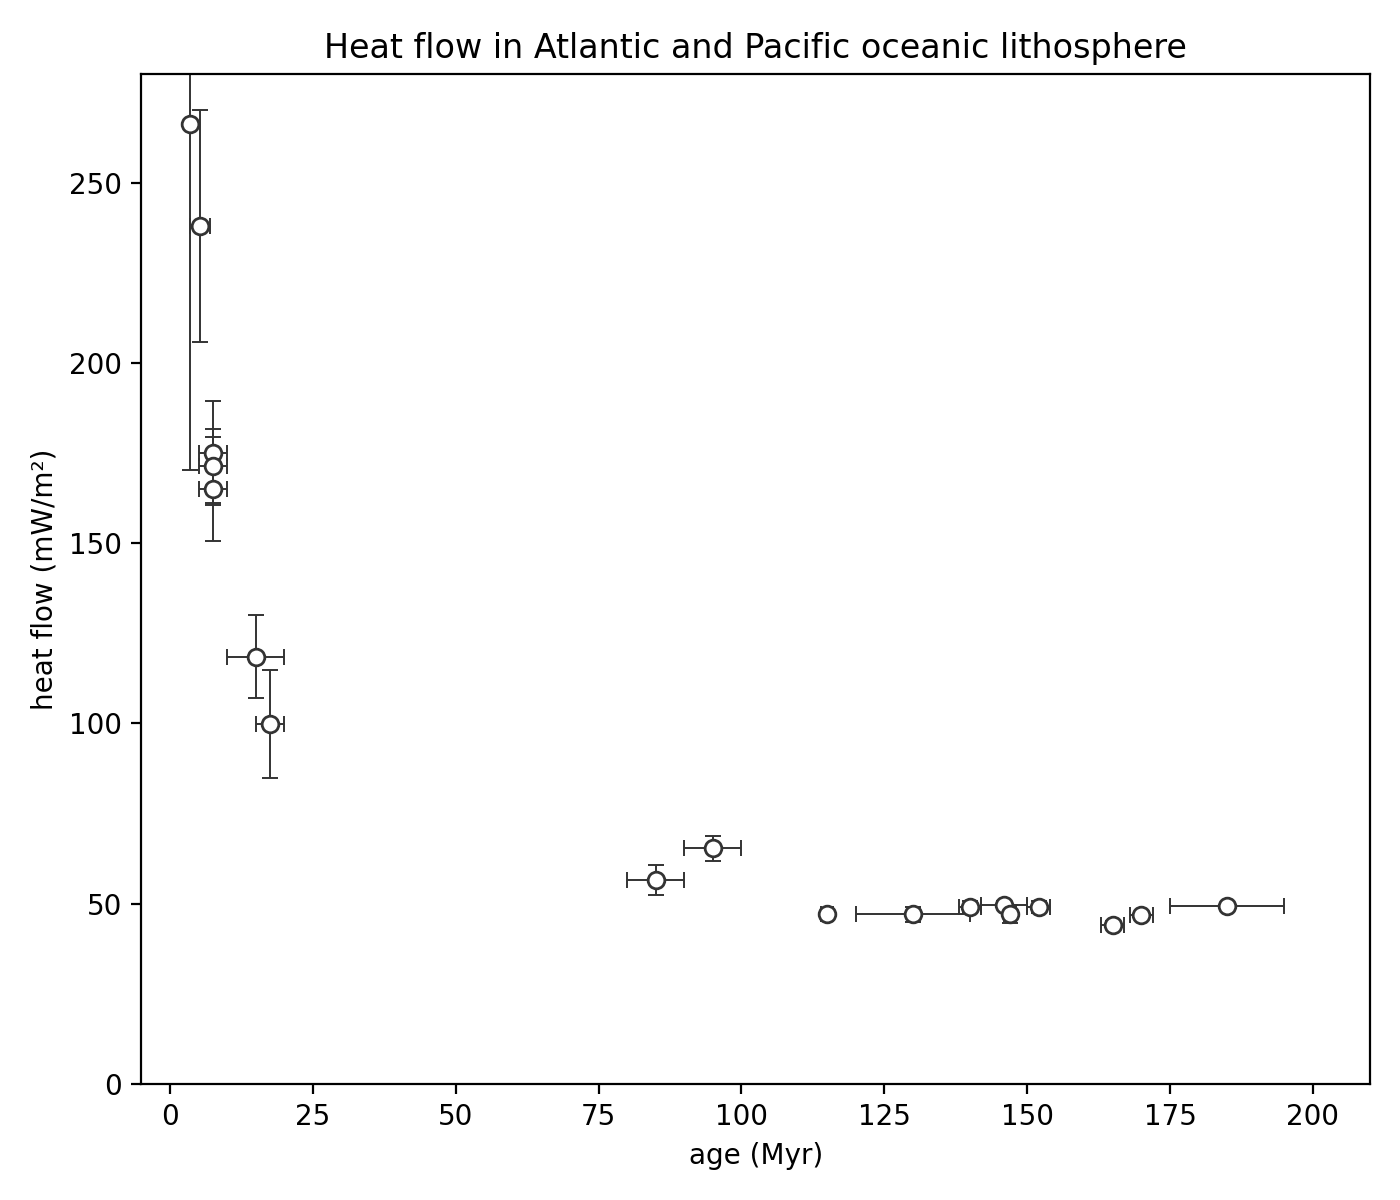 Heat flow in Atlantic and Pacific oceanic lithosphere
250
200
150
100
50
0
heat flow (mW/m²)
0 25 50 75 100 125 150 175 200
age (Myr)